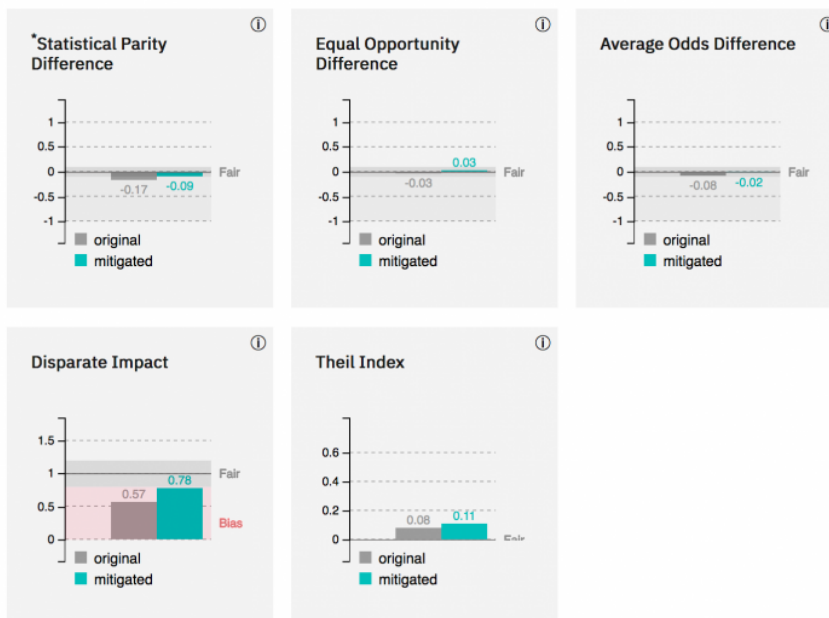 *Statistical Parity
Difference
1
0.5
0
-0.5
-1
-0.17
-0.09
Fair
original
mitigated
Equal Opportunity
Difference
1
0.5
0
-0.5
-1
0.03
-0.03
Fair
original
mitigated
Average Odds Difference
1
0.5
0
-0.5
-1
-0.08
-0.02
Fair
original
mitigated
Disparate Impact
1.5
1
0.5
0
0.57
0.78
Fair
Bias
original
mitigated
Theil Index
0.6
0.4
0.2
0
0.08
0.11
Fair
original
mitigated